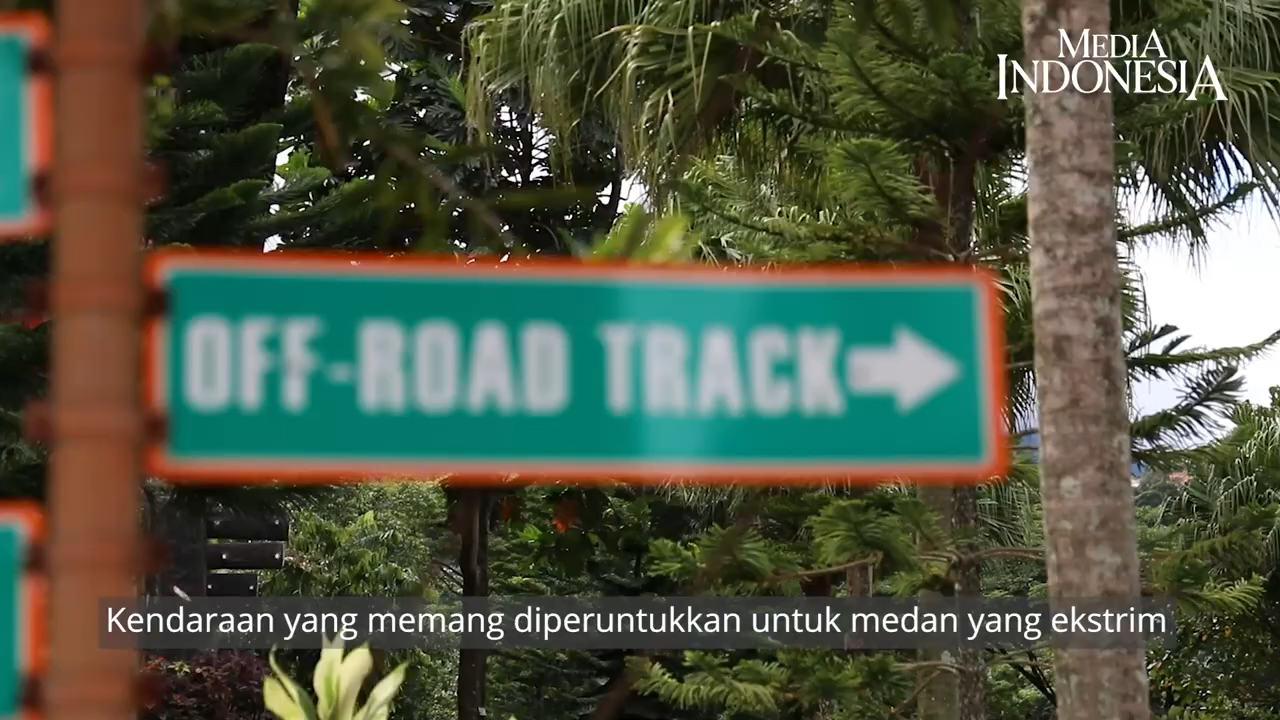 MEDIA
INDONESIA
OFF-ROAD TRACK
Kendaraan yang memang diperuntukkan untuk medan yang ekstrim